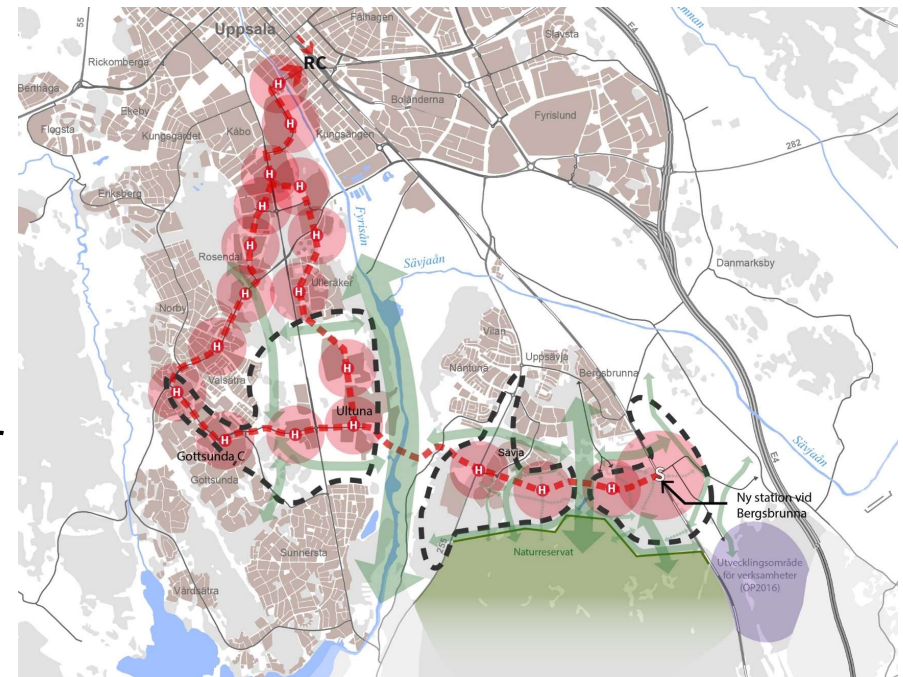 55
Uppsala
Fålhagen
Slavsta
E4
Rickomberga
RC
Berthåga
Boländerna
Ekeby
Fyrislund
Flogsta
Kungsgärdet
Kåbo
Kungsängen
H
H
282
H
H
Eriksberg
H
Fyrisån
H
H
Rosendal
Sävjaån
Danmarksby
Ulleråker
H
H
Norby
Vilan
H
Uppsävja
Nåntuna
Bergsbrunna
H
Valsätra
H
Ultuna
H
H
H
Sävjaån
Gottsunda C
Sävja
E4
H
S
Gottsunda
H
H
Ny station vid
Bergsbrunna
255
Naturreservat
Sunnersta
Utvecklingsområde
för verksamheter
(ÖP2016)
Vårdsätra